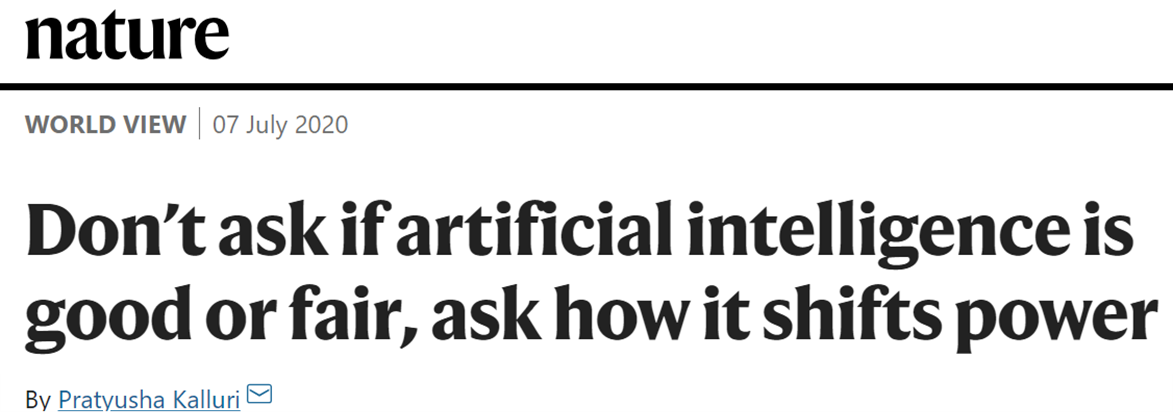 nature
WORLD VIEW | 07 July 2020
Don’t ask if artificial intelligence is
good or fair, ask how it shifts power
By Pratyusha Kalluri